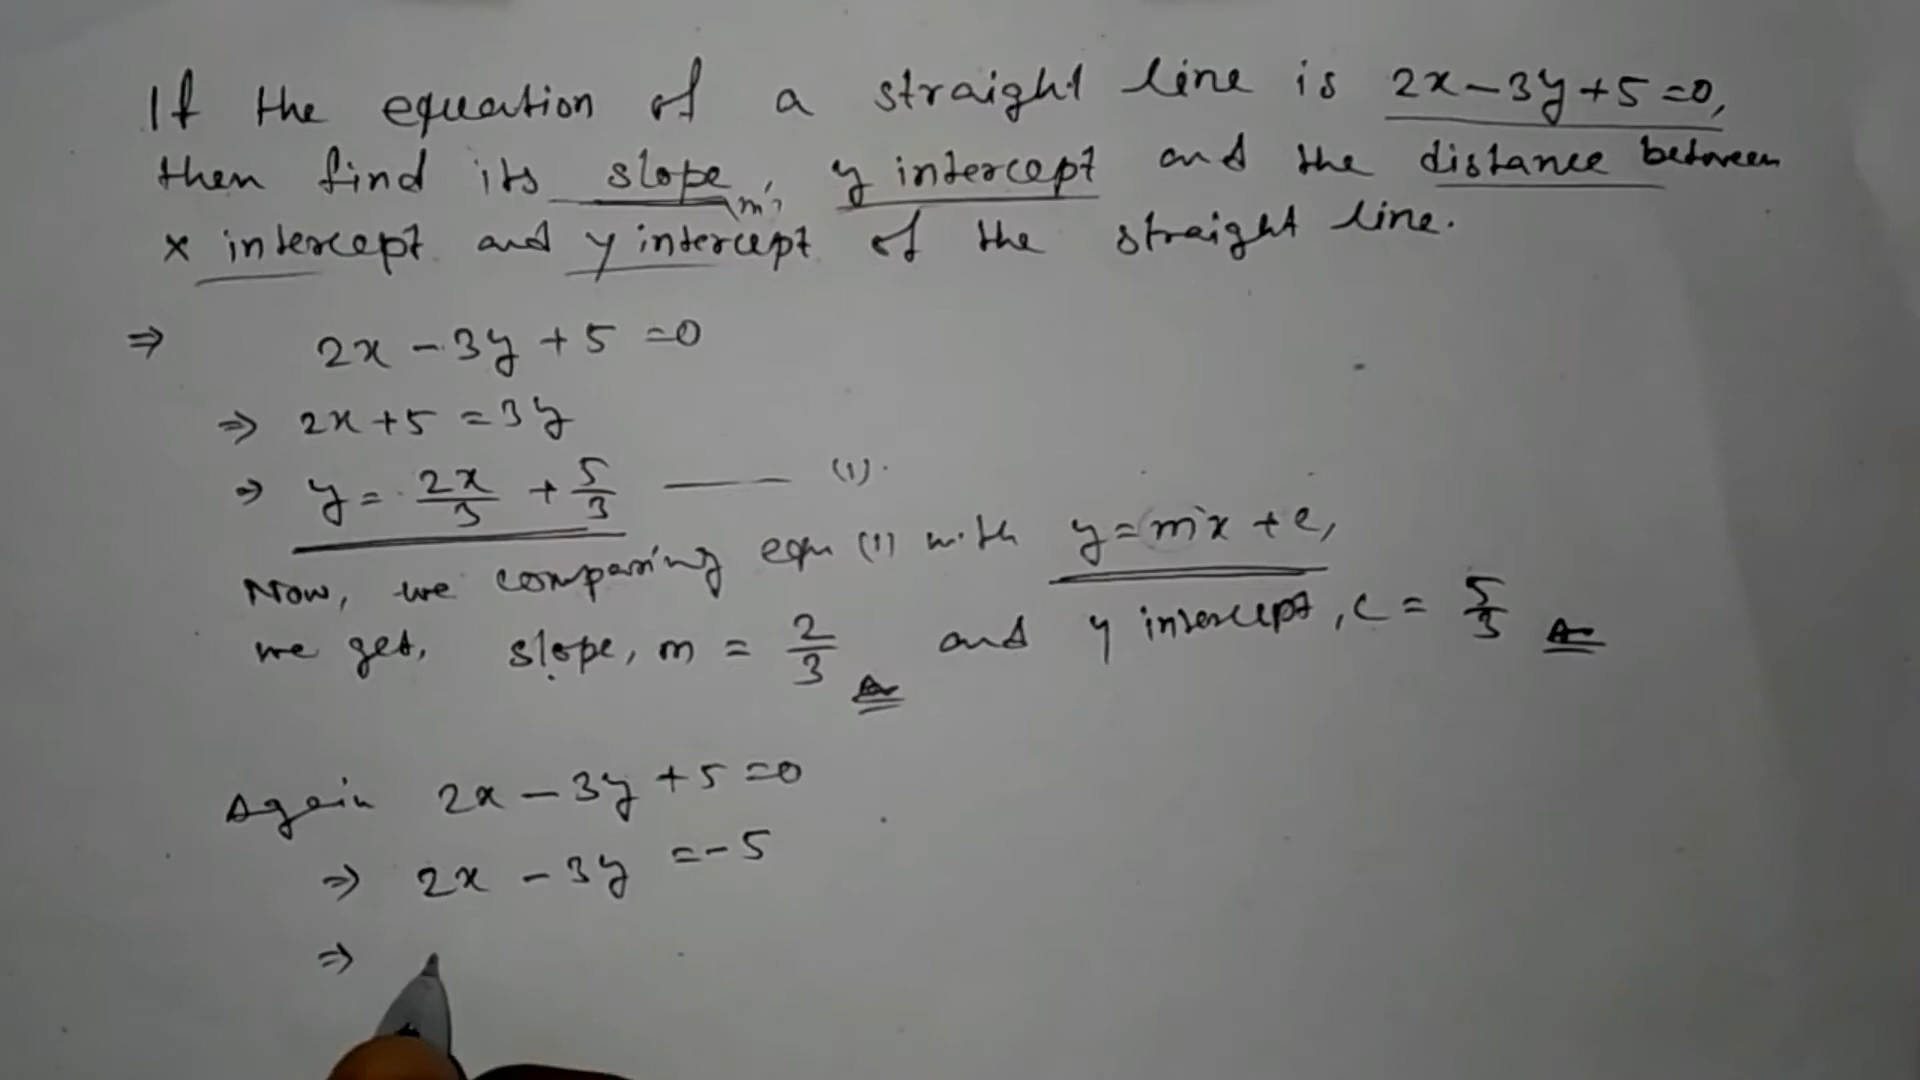 If the equation of a straight line is 2x-3y+5=0,
then find its slope, y intercept and the distance between
'm'
x intercept and y intercept of the straight line.
⇒ 2x-3y+5=0
⇒ 2x+5=3y
⇒ y = 2x/3 + 5/3 —— (1).
Now, we comparing eqn (1) with y=mx+c,
we get, slope, m = 2/3 and y intercept, c = 5/3
Again 2x-3y+5=0
⇒ 2x-3y=-5
⇒